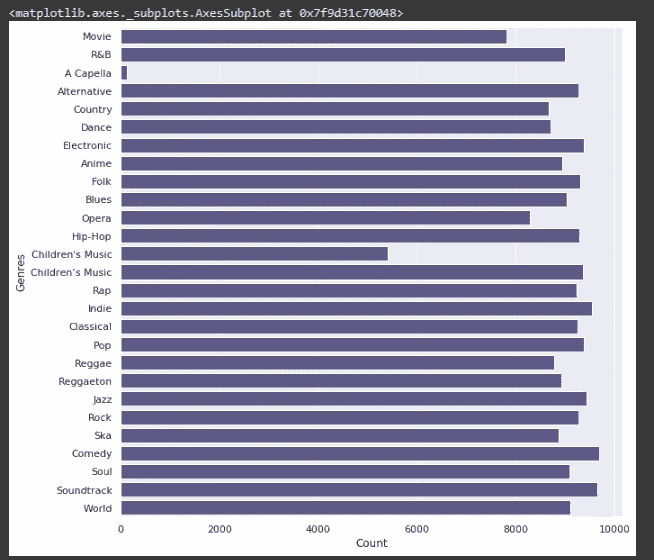 <matplotlib.axes._subplots.AxesSubplot at 0x7f9d31c70048>
Movie
R&B
A Capella
Alternative
Country
Dance
Electronic
Anime
Folk
Blues
Opera
Hip-Hop
Children's Music
Children’s Music
Rap
Indie
Classical
Pop
Reggae
Reggaeton
Jazz
Rock
Ska
Comedy
Soul
Soundtrack
World
Genres
0 2000 4000 6000 8000 10000
Count